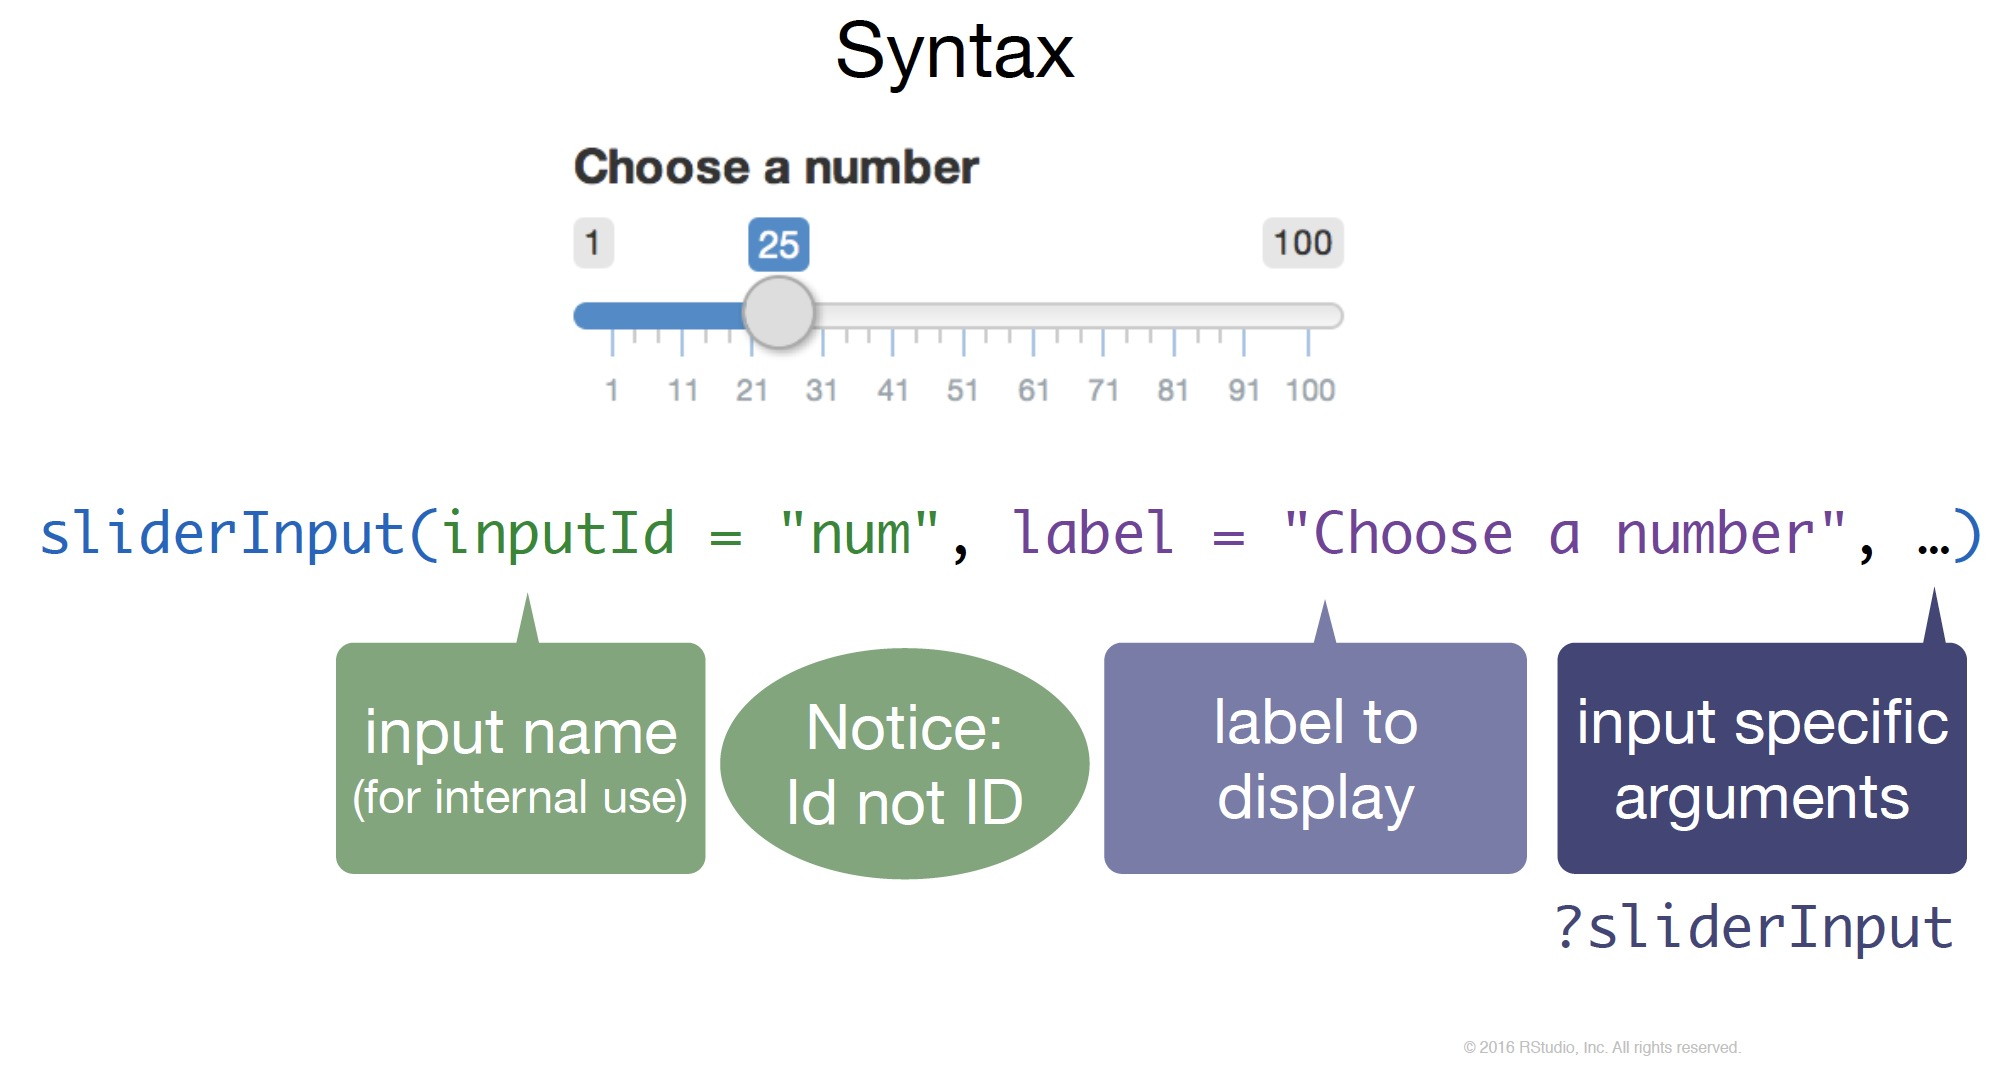 Syntax
Choose a number
1 25 100
1 11 21 31 41 51 61 71 81 91 100
sliderInput(inputId = "num", label = "Choose a number", …)
input name
(for internal use)
Notice:
Id not ID
label to
display
input specific
arguments
?sliderInput
© 2016 RStudio, Inc. All rights reserved.